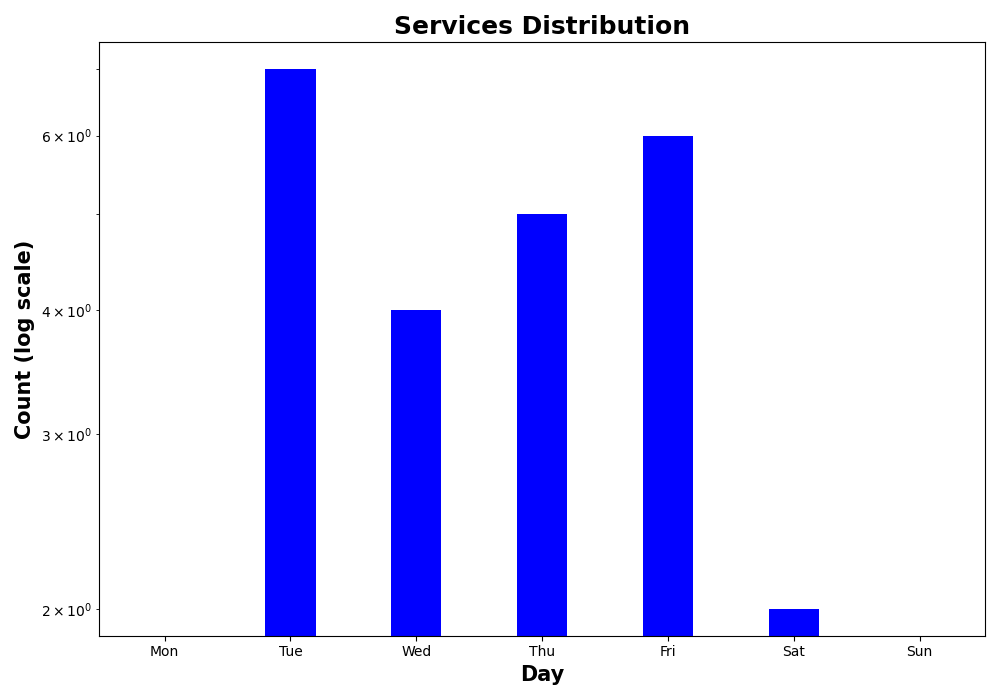 Services Distribution
6 × 10⁰
4 × 10⁰
3 × 10⁰
2 × 10⁰
Count (log scale)
Mon Tue Wed Thu Fri Sat Sun
Day